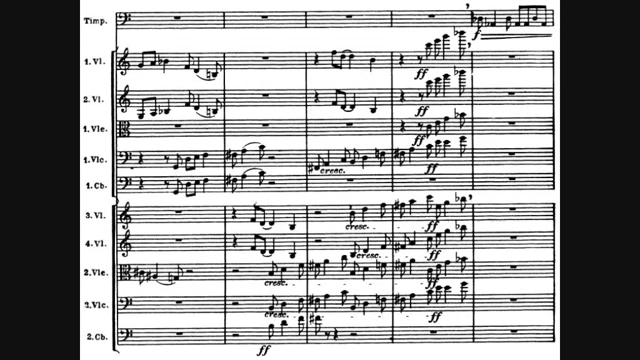 Timp.
f
1. Vl.
ff
2. Vl.
ff
1. Vle.
ff
1. Vlc.
cresc.
ff
1. Cb.
3. Vl.
cresc.
ff
4. Vl.
cresc.
ff
2. Vle.
cresc.
ff
2. Vlc.
cresc.
ff
2. Cb.
ff